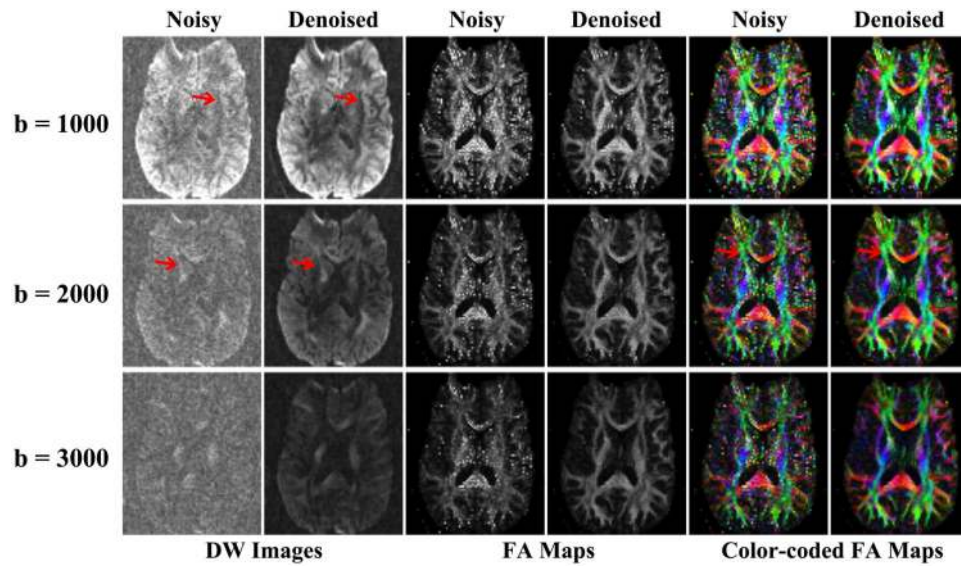 Noisy Denoised Noisy Denoised Noisy Denoised
b = 1000
b = 2000
b = 3000
DW Images FA Maps Color-coded FA Maps